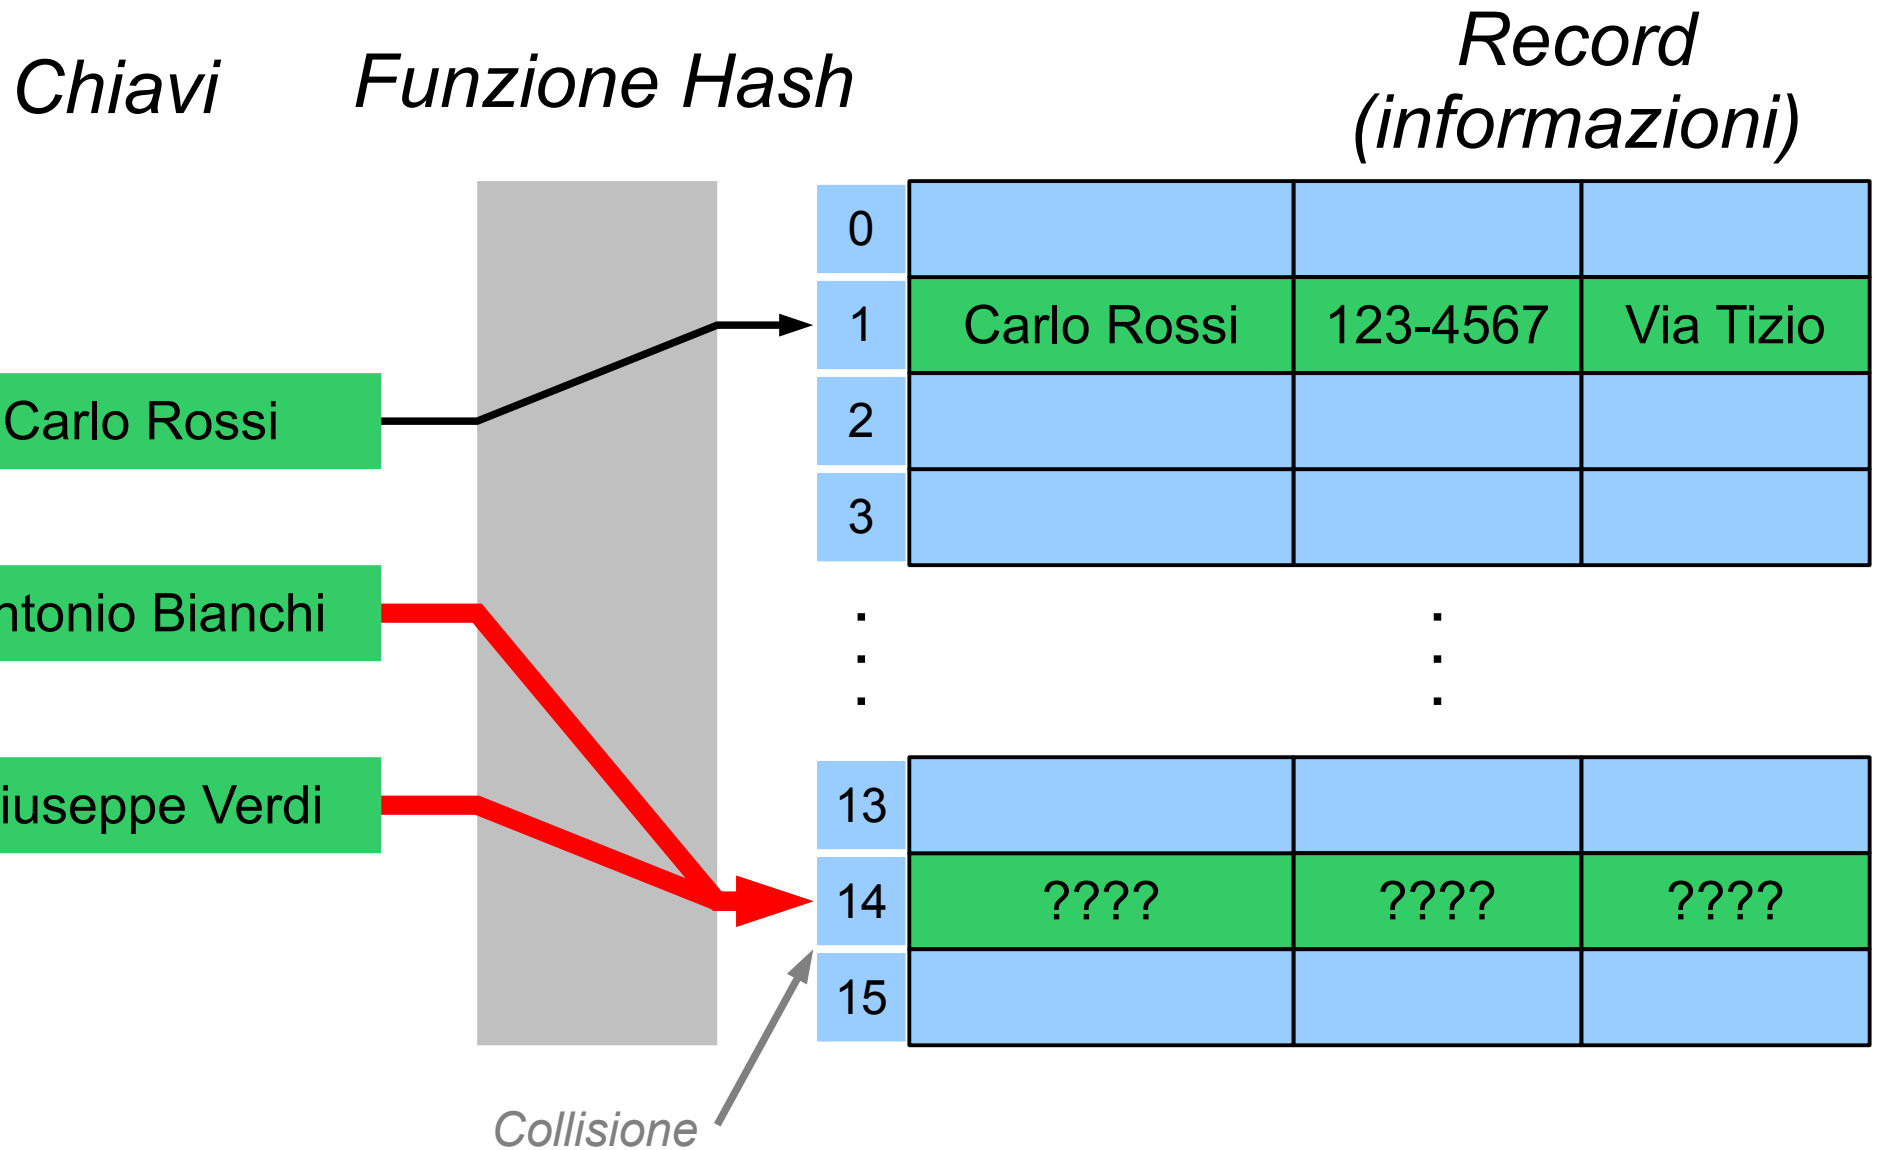 Chiavi
Funzione Hash
Record
(informazioni)
0
1 Carlo Rossi 123-4567 Via Tizio
2
3
Carlo Rossi
ntonio Bianchi
iuseppe Verdi
13
14 ???? ???? ????
15
Collisione